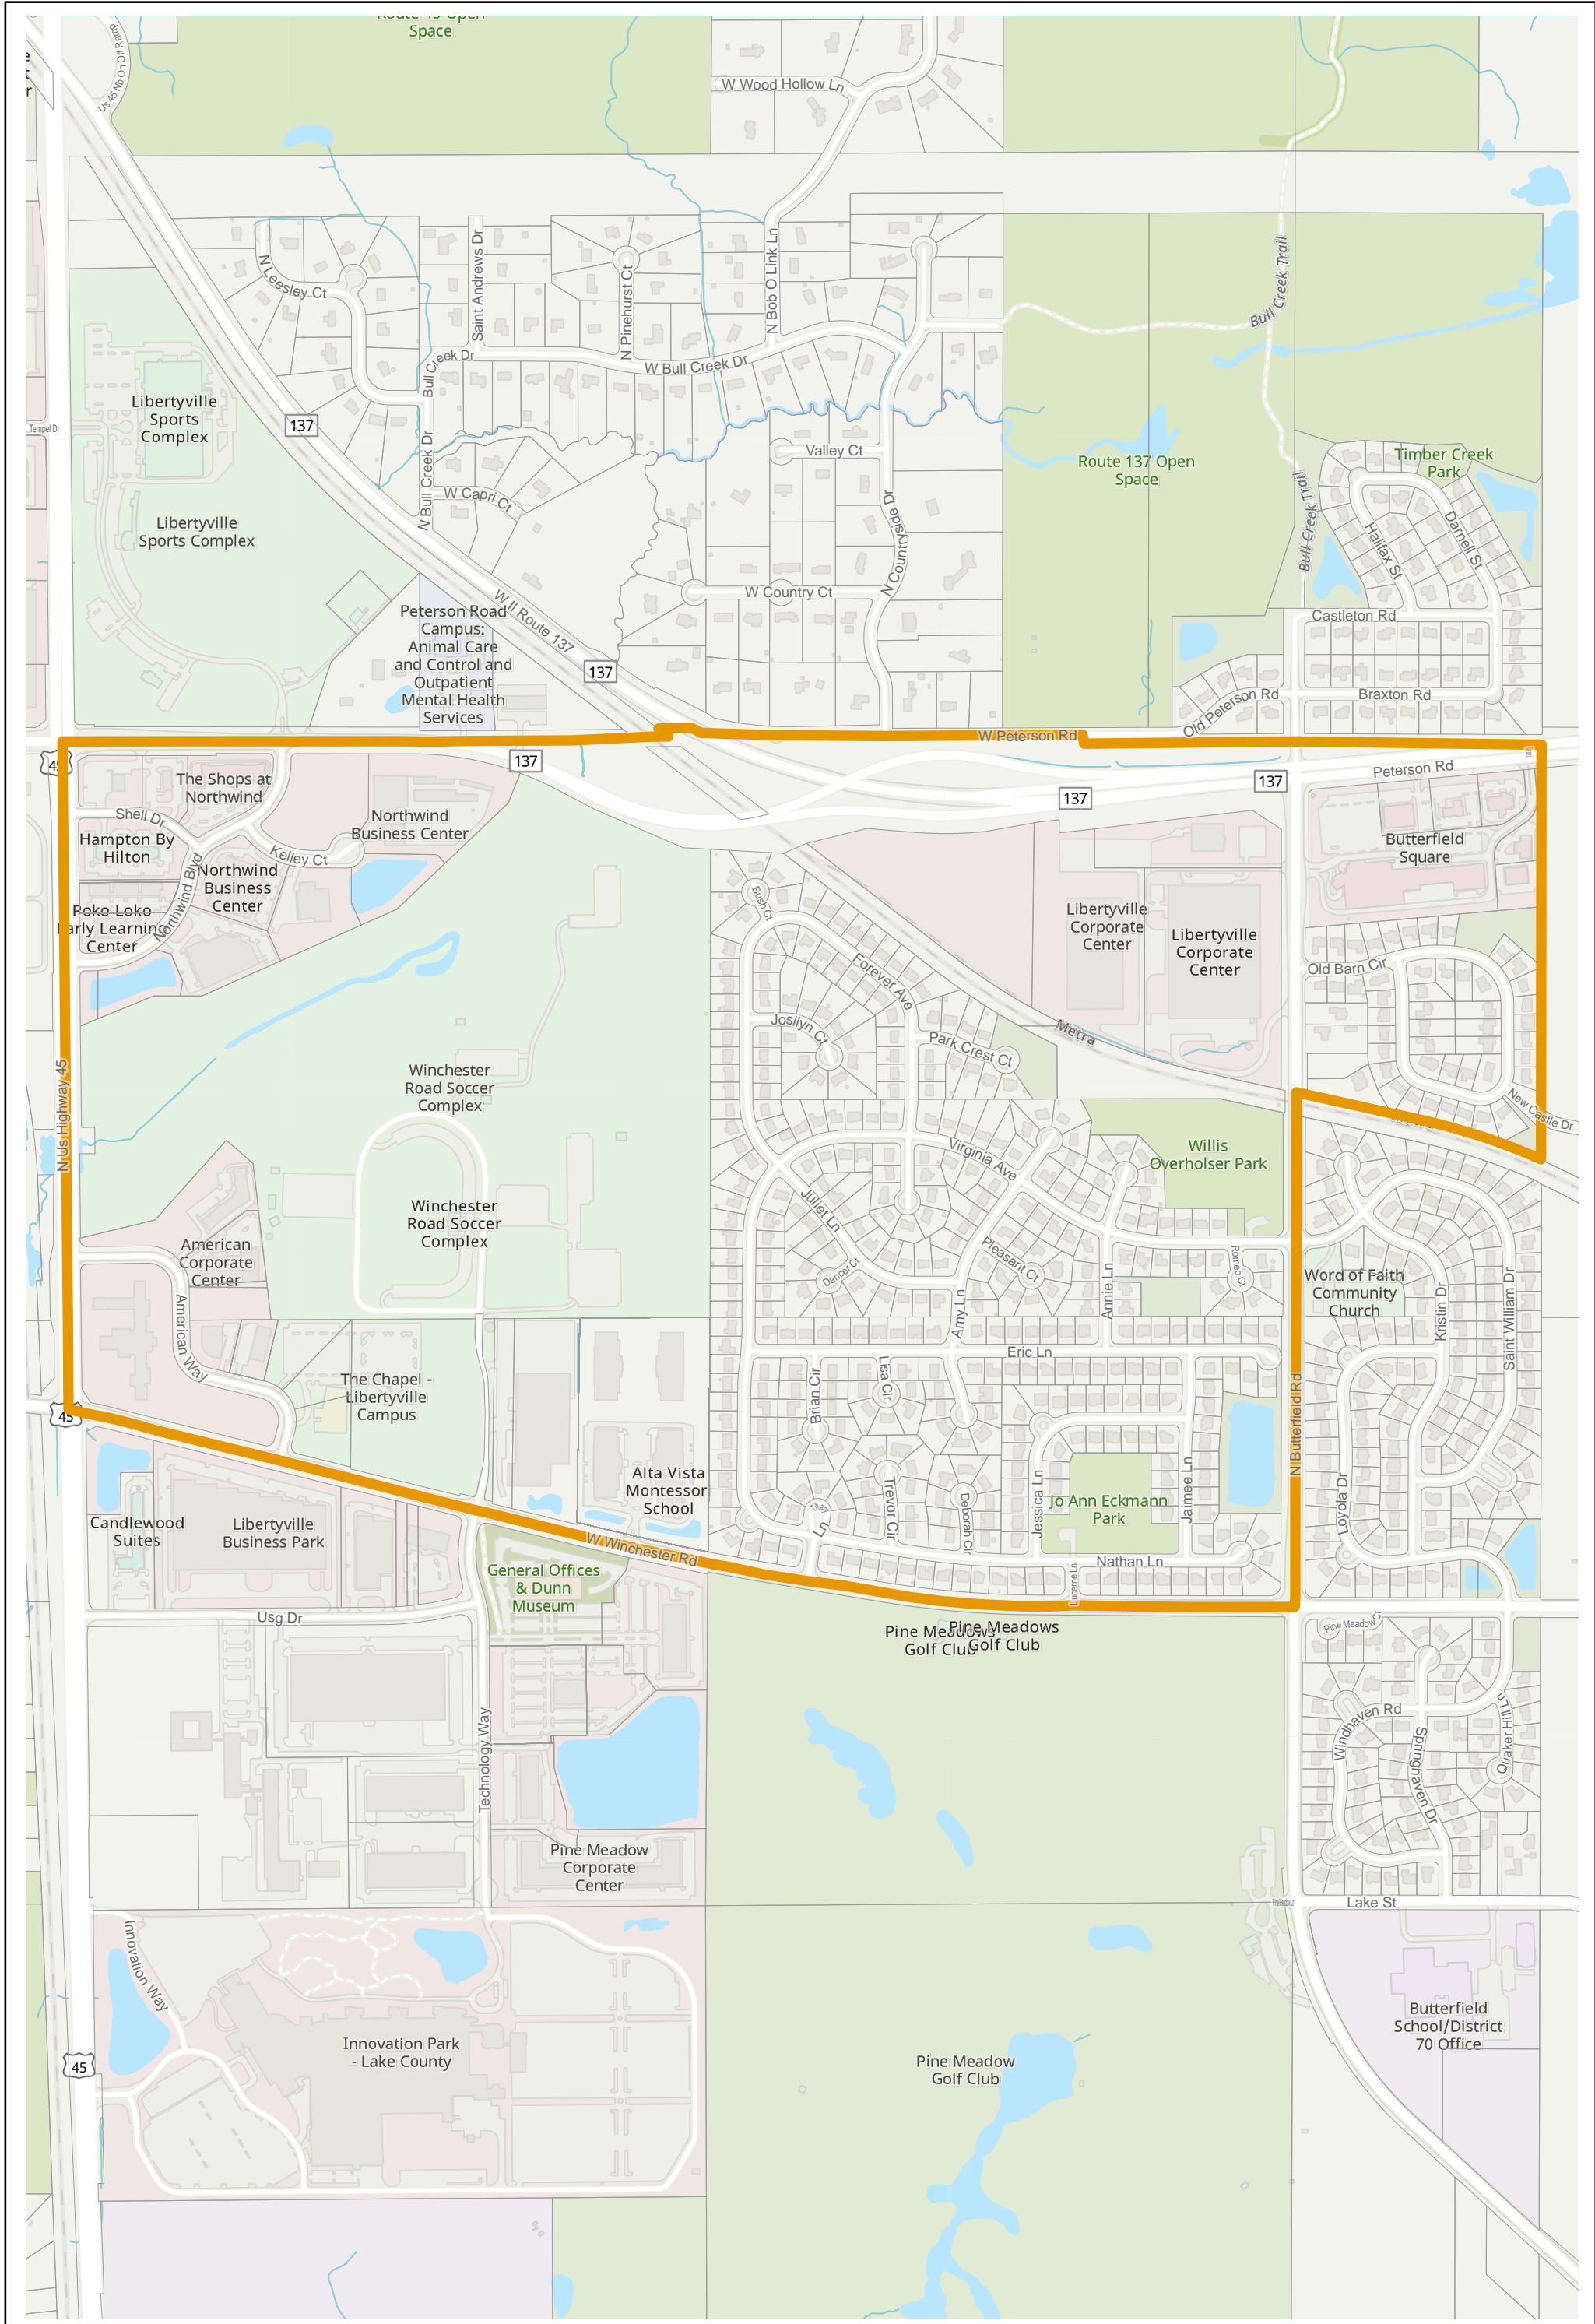 Route 45 Open
Space
Us 45 Nb On Off Ramp
W Wood Hollow Ln
N Leesley Ct
Saint Andrews Dr
N Pinehurst Ct
N Bob O Link Ln
Bull Creek Trail
Bull Creek Dr
W Bull Creek Dr
Libertyville
Sports
Complex
137
Tempel Dr
N Bull Creek Dr
Valley Ct
Route 137 Open
Space
Timber Creek
Park
W Capri Ct
Libertyville
Sports Complex
N Countryside Dr
Bull Creek Trail
Halifax St
Darnell St
W Country Ct
W Il Route 137
Peterson Road
Campus:
Animal Care
and Control and
Outpatient
Mental Health
Services
137
Castleton Rd
Old Peterson Rd
Braxton Rd
W Peterson Rd
45
137
137
137
Peterson Rd
The Shops at
Northwind
Shell Dr
Hampton By
Hilton
Northwind
Business Center
Kelley Ct
Northwind Blvd
Northwind
Business
Center
Poko Loko
Early Learning
Center
Butterfield
Square
Bush Ct
Libertyville
Corporate
Center
Libertyville
Corporate
Center
Forever Ave
Old Barn Cir
Josilyn Ct
Park Crest Ct
Metra
Winchester
Road Soccer
Complex
N Us Highway 45
New Castle Dr
Virginia Ave
Willis
Overholser Park
Juliet Ln
Winchester
Road Soccer
Complex
American
Corporate
Center
Dancer Ct
Pleasant Ct
Romeo Ct
Annie Ln
Amy Ln
Word of Faith
Community
Church
Kristin Dr
Saint William Dr
American Way
Eric Ln
The Chapel -
Libertyville
Campus
Brian Cir
Lisa Cir
N Butterfield Rd
45
Alta Vista
Montessor
School
Trevor Cir
Deborah Cir
Jessica Ln
Jo Ann Eckmann
Park
Jaimee Ln
Loyola Dr
Candlewood
Suites
Libertyville
Business Park
Ln
W Winchester Rd
Nathan Ln
Lucerne Ln
General Offices
& Dunn
Museum
Usg Dr
Pine Meadows
Golf Club
Pine Meadows
Golf Club
Pine Meadow Ct
Windhaven Rd
Springhaven Dr
Quaker Hill Ln
Technology Way
Pine Meadow
Corporate
Center
Lake St
Innovation Way
Innovation Park
- Lake County
45
Pine Meadow
Golf Club
Butterfield
School/District
70 Office